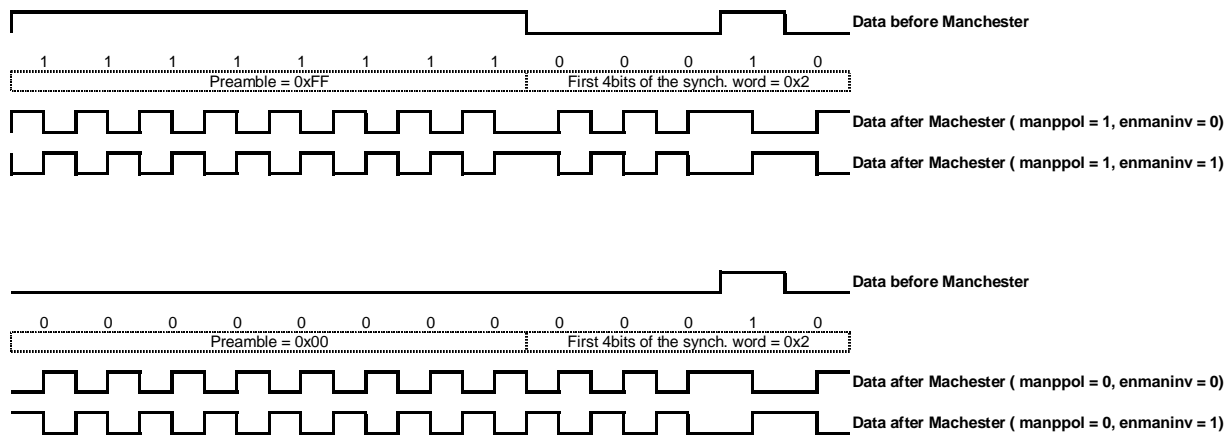 Data before Manchester
1 1 1 1 1 1 1 1 0 0 0 1 0
Preamble = 0xFF First 4bits of the synch. word = 0x2
Data after Machester ( manppol = 1, enmaninv = 0)
Data after Machester ( manppol = 1, enmaninv = 1)
Data before Manchester
0 0 0 0 0 0 0 0 0 0 0 1 0
Preamble = 0x00 First 4bits of the synch. word = 0x2
Data after Machester ( manppol = 0, enmaninv = 0)
Data after Machester ( manppol = 0, enmaninv = 1)